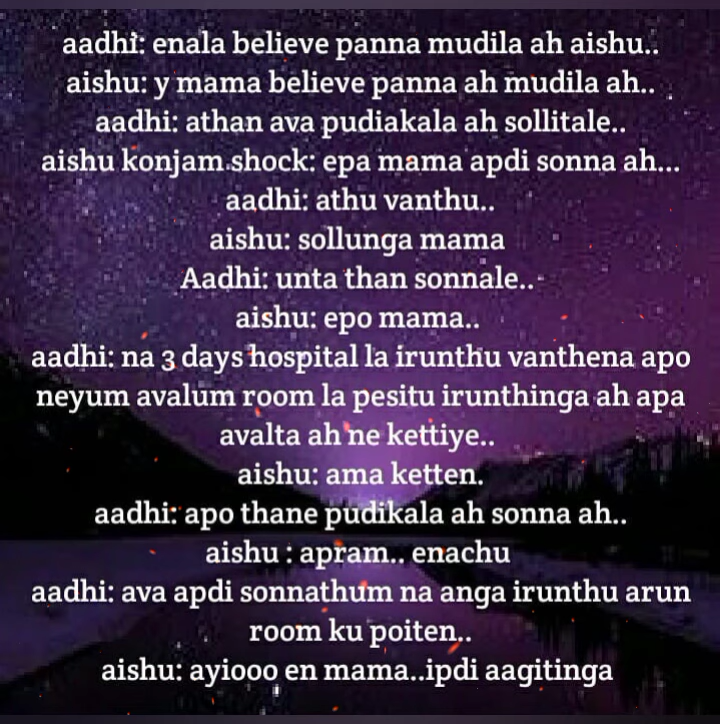 aadhi: enala believe panna mudila ah aishu..
aishu: y mama believe panna ah mudila ah..
aadhi: athan ava pudiakala ah sollitale..
aishu konjam shock: epa mama apdi sonna ah...
aadhi: athu vanthu..
aishu: sollunga mama
Aadhi: unta than sonnale..
aishu: epo mama..
aadhi: na 3 days hospital la irunthu vanthena apo
neyum avalum room la pesitu irunthinga ah apa
avalta ah ne kettiye..
aishu: ama ketten.
aadhi: apo thane pudikala ah sonna ah..
aishu : apram.. enachu
aadhi: ava apdi sonnathum na anga irunthu arun
room ku poiten..
aishu: ayiooo en mama..ipdi aagitinga